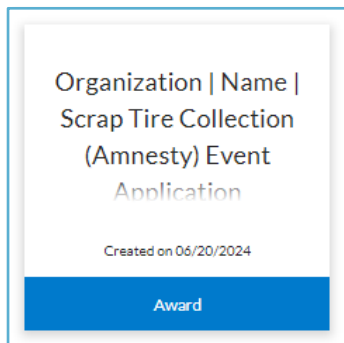 Organization | Name |
Scrap Tire Collection
(Amnesty) Event
Application
Created on 06/20/2024
Award